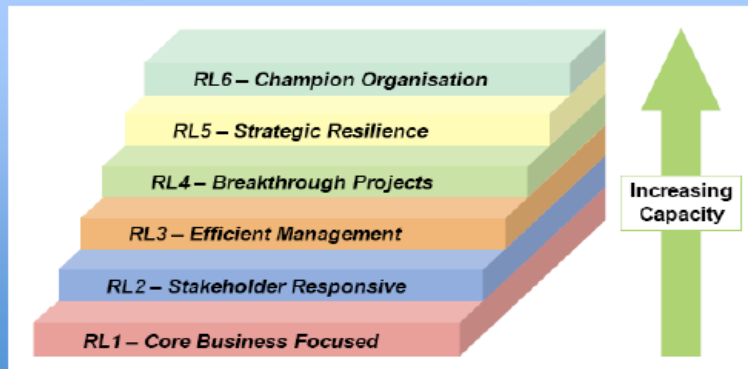 RL6 – Champion Organisation
RL5 – Strategic Resilience
RL4 – Breakthrough Projects
RL3 – Efficient Management
RL2 – Stakeholder Responsive
RL1 – Core Business Focused
Increasing
Capacity